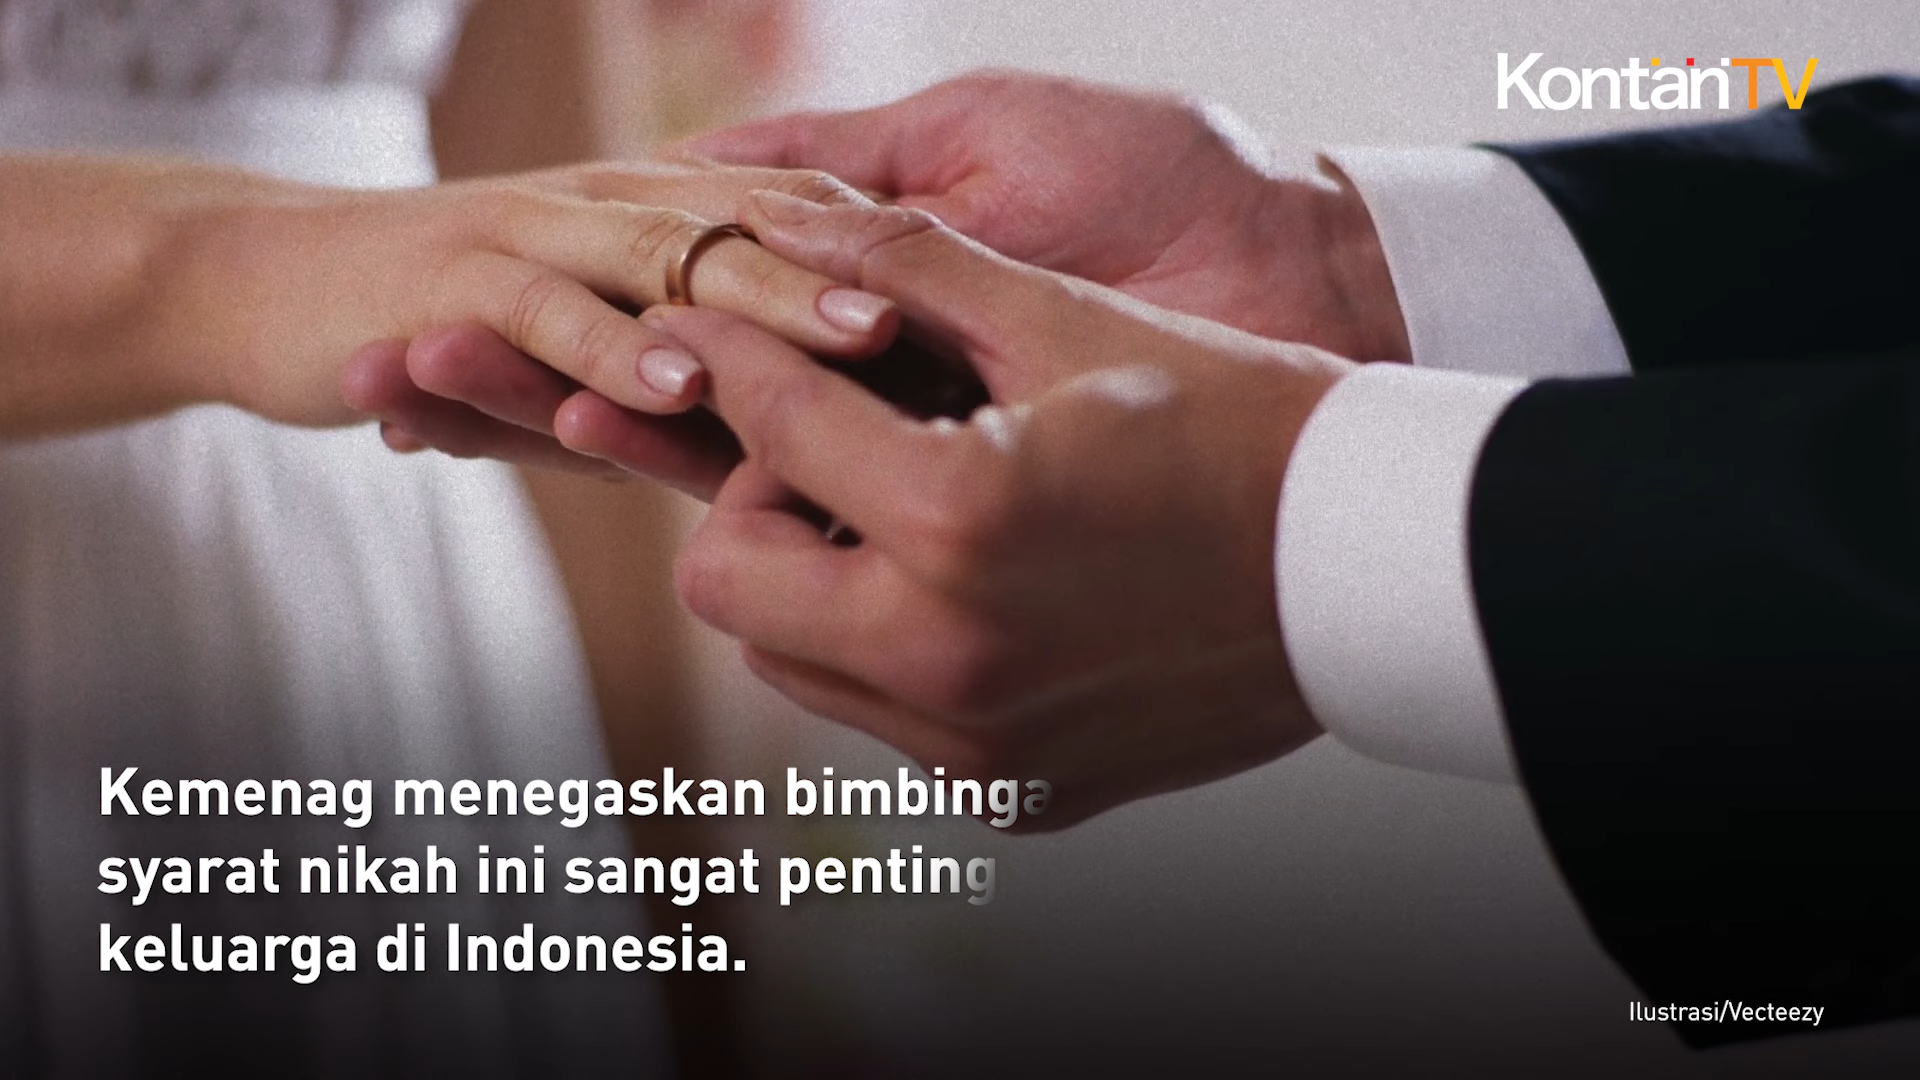 KontanTV
Kemenag menegaskan bimbinga
syarat nikah ini sangat penting
keluarga di Indonesia.
Ilustrasi/Vecteezy